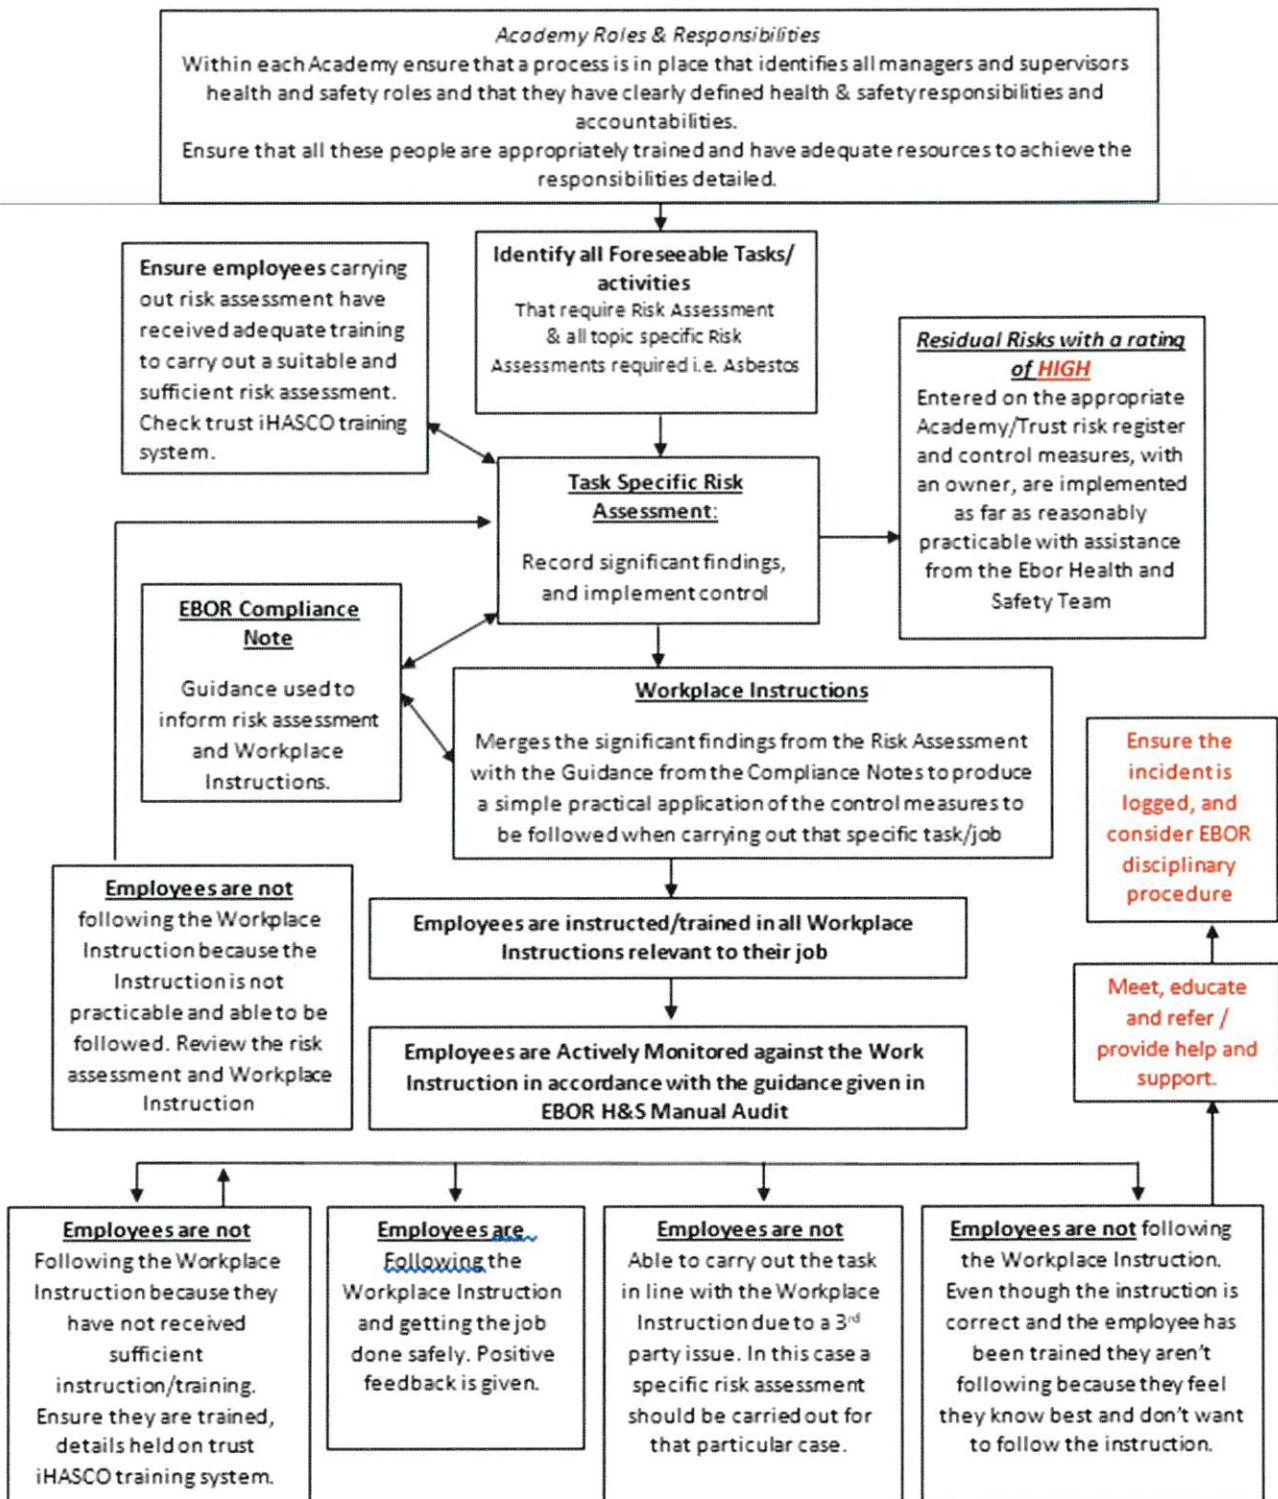 Academy Roles & Responsibilities
Within each Academy ensure that a process is in place that identifies all managers and supervisors
health and safety roles and that they have clearly defined health & safety responsibilities and
accountabilities.
Ensure that all these people are appropriately trained and have adequate resources to achieve the
responsibilities detailed.
Identify all Foreseeable Tasks/
activities
That require Risk Assessment
& all topic specific Risk
Assessments required i.e. Asbestos
Ensure employees carrying
out risk assessment have
received adequate training
to carry out a suitable and
sufficient risk assessment.
Check trust iHASCO training
system.
Residual Risks with a rating
of HIGH
Entered on the appropriate
Academy/Trust risk register
and control measures, with
an owner, are implemented
as far as reasonably
practicable with assistance
from the Ebor Health and
Safety Team
Task Specific Risk
Assessment:
Record significant findings,
and implement control
EBOR Compliance
Note
Guidance used to
inform risk assessment
and Workplace
Instructions.
Workplace Instructions
Merges the significant findings from the Risk Assessment
with the Guidance from the Compliance Notes to produce
a simple practical application of the control measures to
be followed when carrying out that specific task/job
Ensure the
incident is
logged, and
consider EBOR
disciplinary
procedure
Employees are not
following the Workplace
Instruction because the
Instruction is not
practicable and able to be
followed. Review the risk
assessment and Workplace
Instruction
Employees are instructed/trained in all Workplace
Instructions relevant to their job
Meet, educate
and refer /
provide help and
support.
Employees are Actively Monitored against the Work
Instruction in accordance with the guidance given in
EBOR H&S Manual Audit
Employees are not
Following the Workplace
Instruction because they
have not received
sufficient
instruction/training.
Ensure they are trained,
details held on trust
iHASCO training system.
Employees are
Following the
Workplace Instruction
and getting the job
done safely. Positive
feedback is given.
Employees are not
Able to carry out the task
in line with the Workplace
Instruction due to a 3rd
party issue. In this case a
specific risk assessment
should be carried out for
that particular case.
Employees are not following
the Workplace Instruction.
Even though the instruction is
correct and the employee has
been trained they aren't
following because they feel
they know best and don't want
to follow the instruction.